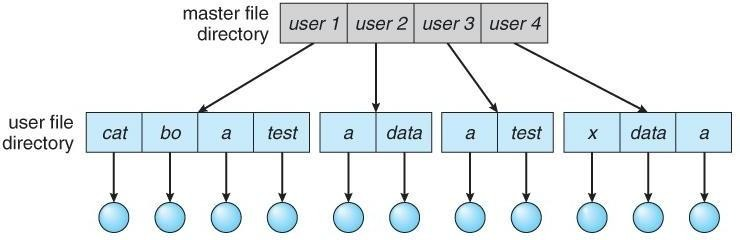 master file
directory
user 1 user 2 user 3 user 4
user file
directory
cat bo a test a data a test x data a